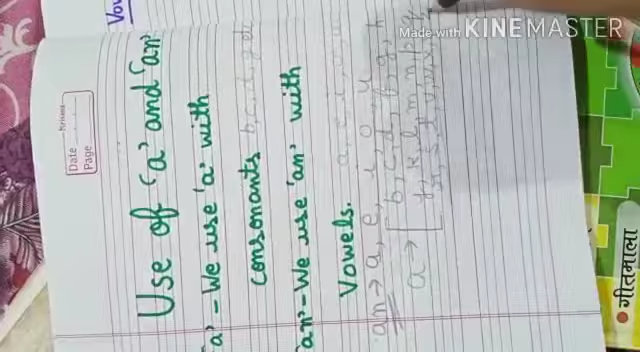 Vow
Date
Page
Use of 'a' and 'an'
'a' - We use 'a' with
consonants b, c, d,
'an' - We use 'an' with
Vowels.
an → a, e, i o u
a → b, c, d, f, g, h
j, k l m n p
Made with KINEMASTER
गीतमाला